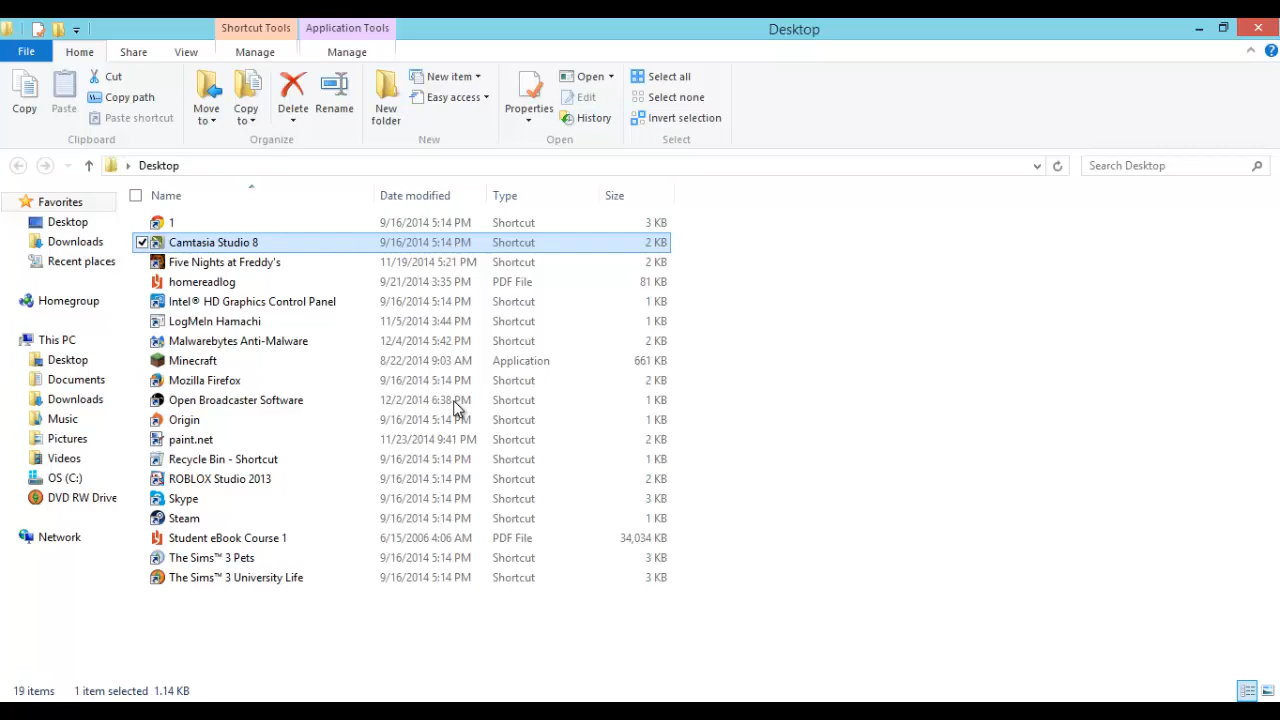 Shortcut Tools Application Tools Desktop
File Home Share View Manage Manage
Copy Paste Cut Copy path Paste shortcut Move to Copy to Delete Rename New folder New item Easy access Properties Open Edit History Select all Select none Invert selection
Clipboard Organize New Open Select
Desktop Search Desktop
Name Date modified Type Size
Favorites
Desktop
Downloads
Recent places
Homegroup
This PC
Desktop
Documents
Downloads
Music
Pictures
Videos
OS (C:)
DVD RW Drive
Network
1 9/16/2014 5:14 PM Shortcut 3 KB
Camtasia Studio 8 9/16/2014 5:14 PM Shortcut 2 KB
Five Nights at Freddy's 11/19/2014 5:21 PM Shortcut 2 KB
homereadlog 9/21/2014 3:35 PM PDF File 81 KB
Intel® HD Graphics Control Panel 9/16/2014 5:14 PM Shortcut 1 KB
LogMeIn Hamachi 11/5/2014 3:44 PM Shortcut 1 KB
Malwarebytes Anti-Malware 12/4/2014 5:42 PM Shortcut 2 KB
Minecraft 8/22/2014 9:03 AM Application 661 KB
Mozilla Firefox 9/16/2014 5:14 PM Shortcut 2 KB
Open Broadcaster Software 12/2/2014 6:38 PM Shortcut 1 KB
Origin 9/16/2014 5:14 PM Shortcut 1 KB
paint.net 11/23/2014 9:41 PM Shortcut 2 KB
Recycle Bin - Shortcut 9/16/2014 5:14 PM Shortcut 1 KB
ROBLOX Studio 2013 9/16/2014 5:14 PM Shortcut 2 KB
Skype 9/16/2014 5:14 PM Shortcut 3 KB
Steam 9/16/2014 5:14 PM Shortcut 1 KB
Student eBook Course 1 6/15/2006 4:06 AM PDF File 34,034 KB
The Sims™ 3 Pets 9/16/2014 5:14 PM Shortcut 3 KB
The Sims™ 3 University Life 9/16/2014 5:14 PM Shortcut 3 KB
19 items 1 item selected 1.14 KB